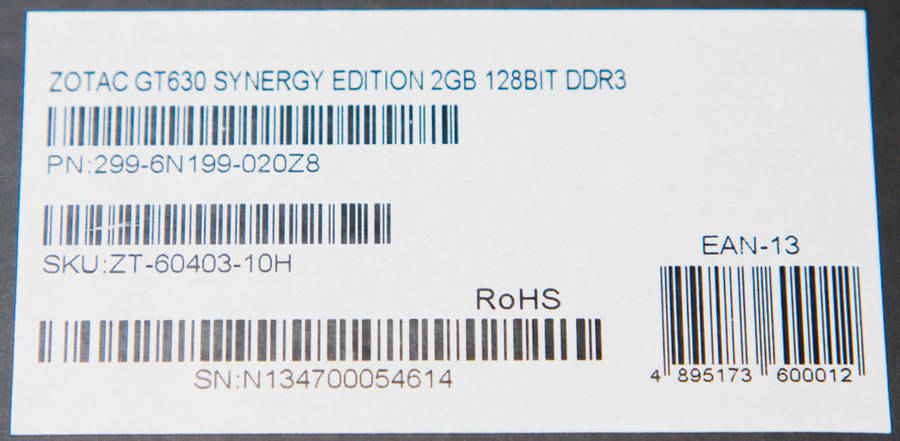 ZOTAC GT630 SYNERGY EDITION 2GB 128BIT DDR3
PN:299-6N199-020Z8
SKU:ZT-60403-10H
EAN-13
RoHS
SN:N134700054614
4 895173 600012